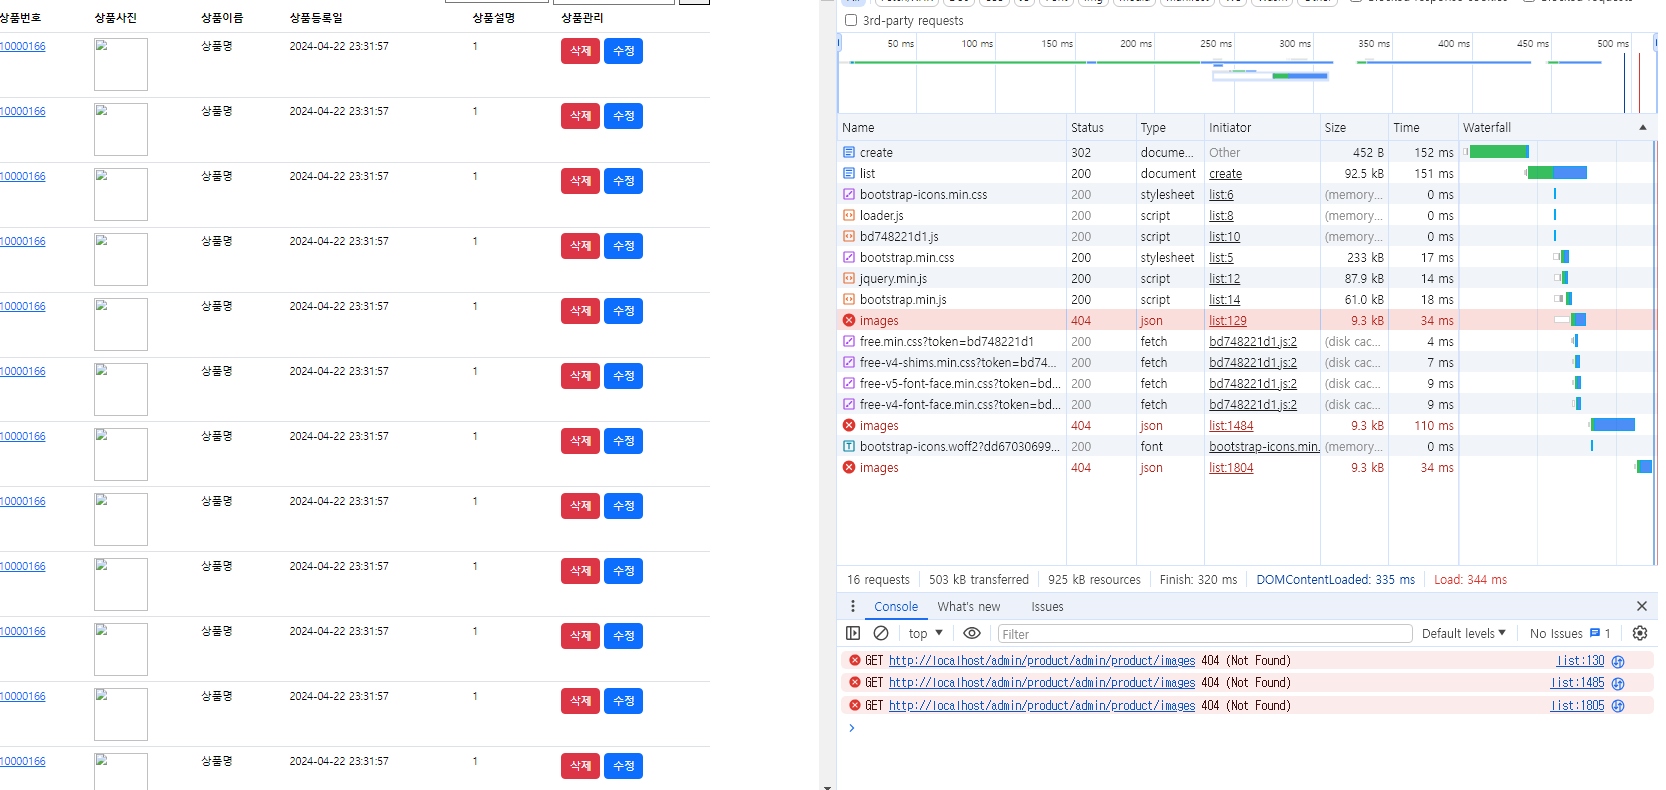 3rd-party requests
50 ms 100 ms 150 ms 200 ms 250 ms 300 ms 350 ms 400 ms 450 ms 500 ms
상품번호 상품사진 상품이름 상품등록일 상품설명 상품관리
10000166 상품명 2024-04-22 23:31:57 1 삭제 수정
10000166 상품명 2024-04-22 23:31:57 1 삭제 수정
10000166 상품명 2024-04-22 23:31:57 1 삭제 수정
10000166 상품명 2024-04-22 23:31:57 1 삭제 수정
10000166 상품명 2024-04-22 23:31:57 1 삭제 수정
10000166 상품명 2024-04-22 23:31:57 1 삭제 수정
10000166 상품명 2024-04-22 23:31:57 1 삭제 수정
10000166 상품명 2024-04-22 23:31:57 1 삭제 수정
10000166 상품명 2024-04-22 23:31:57 1 삭제 수정
10000166 상품명 2024-04-22 23:31:57 1 삭제 수정
10000166 상품명 2024-04-22 23:31:57 1 삭제 수정
10000166 상품명 2024-04-22 23:31:57 1 삭제 수정
Name Status Type Initiator Size Time Waterfall
create 302 docume... Other 452 B 152 ms
list 200 document create 92.5 kB 151 ms
bootstrap-icons.min.css 200 stylesheet list:6 (memory... 0 ms
loader.js 200 script list:8 (memory... 0 ms
bd748221d1.js 200 script list:10 (memory... 0 ms
bootstrap.min.css 200 stylesheet list:5 233 kB 17 ms
jquery.min.js 200 script list:12 87.9 kB 14 ms
bootstrap.min.js 200 script list:14 61.0 kB 18 ms
images 404 json list:129 9.3 kB 34 ms
free.min.css?token=bd748221d1 200 fetch bd748221d1.js:2 (disk cac... 4 ms
free-v4-shims.min.css?token=bd74... 200 fetch bd748221d1.js:2 (disk cac... 7 ms
free-v5-font-face.min.css?token=bd... 200 fetch bd748221d1.js:2 (disk cac... 9 ms
free-v4-font-face.min.css?token=bd... 200 fetch bd748221d1.js:2 (disk cac... 9 ms
images 404 json list:1484 9.3 kB 110 ms
bootstrap-icons.woff2?dd67030699... 200 font bootstrap-icons.min. (memory... 0 ms
images 404 json list:1804 9.3 kB 34 ms
16 requests 503 kB transferred 925 kB resources Finish: 320 ms DOMContentLoaded: 335 ms Load: 344 ms
Console What's new Issues
top Filter Default levels No Issues 1
GET http://localhost/admin/product/admin/product/images 404 (Not Found) list:130
GET http://localhost/admin/product/admin/product/images 404 (Not Found) list:1485
GET http://localhost/admin/product/admin/product/images 404 (Not Found) list:1805